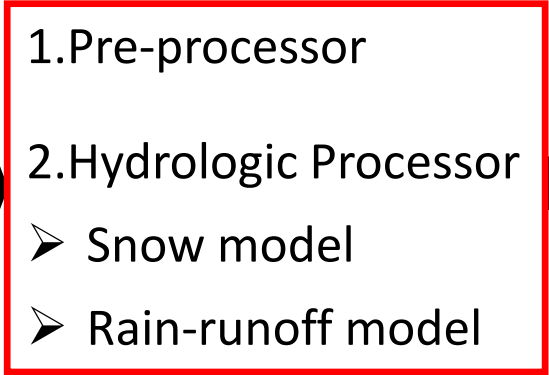 1.Pre-processor
2.Hydrologic Processor
➢ Snow model
➢ Rain-runoff model